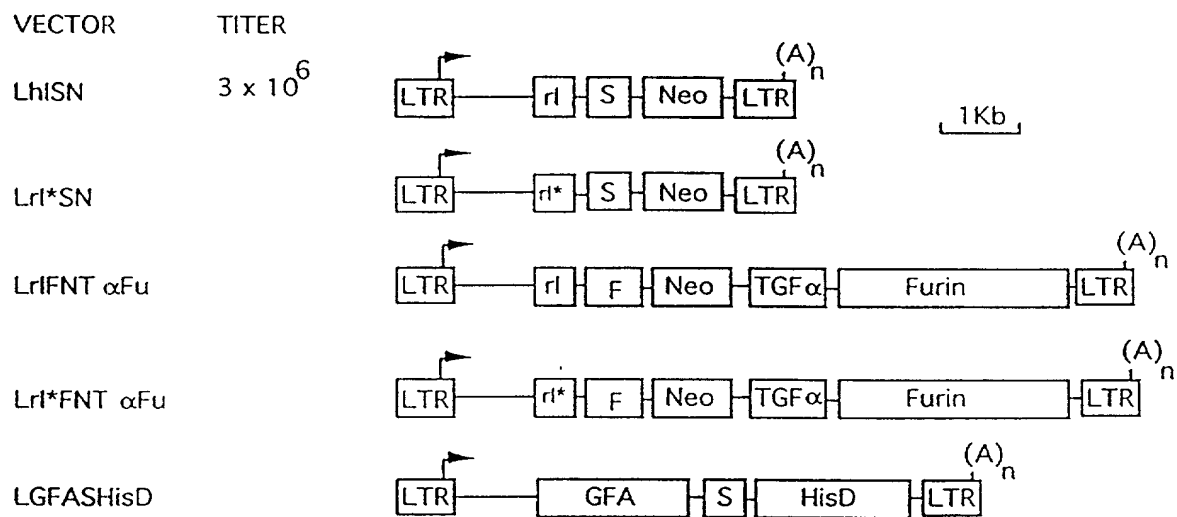 VECTOR TITER
LhISN 3 x 10^6 LTR rI S Neo LTR (A)n
1Kb
LrI*SN LTR rI* S Neo LTR (A)n
LrIFNT αFu LTR rI F Neo TGFα Furin LTR (A)n
LrI*FNT αFu LTR rI* F Neo TGFα Furin LTR (A)n
LGFASHisD LTR GFA S HisD LTR (A)n